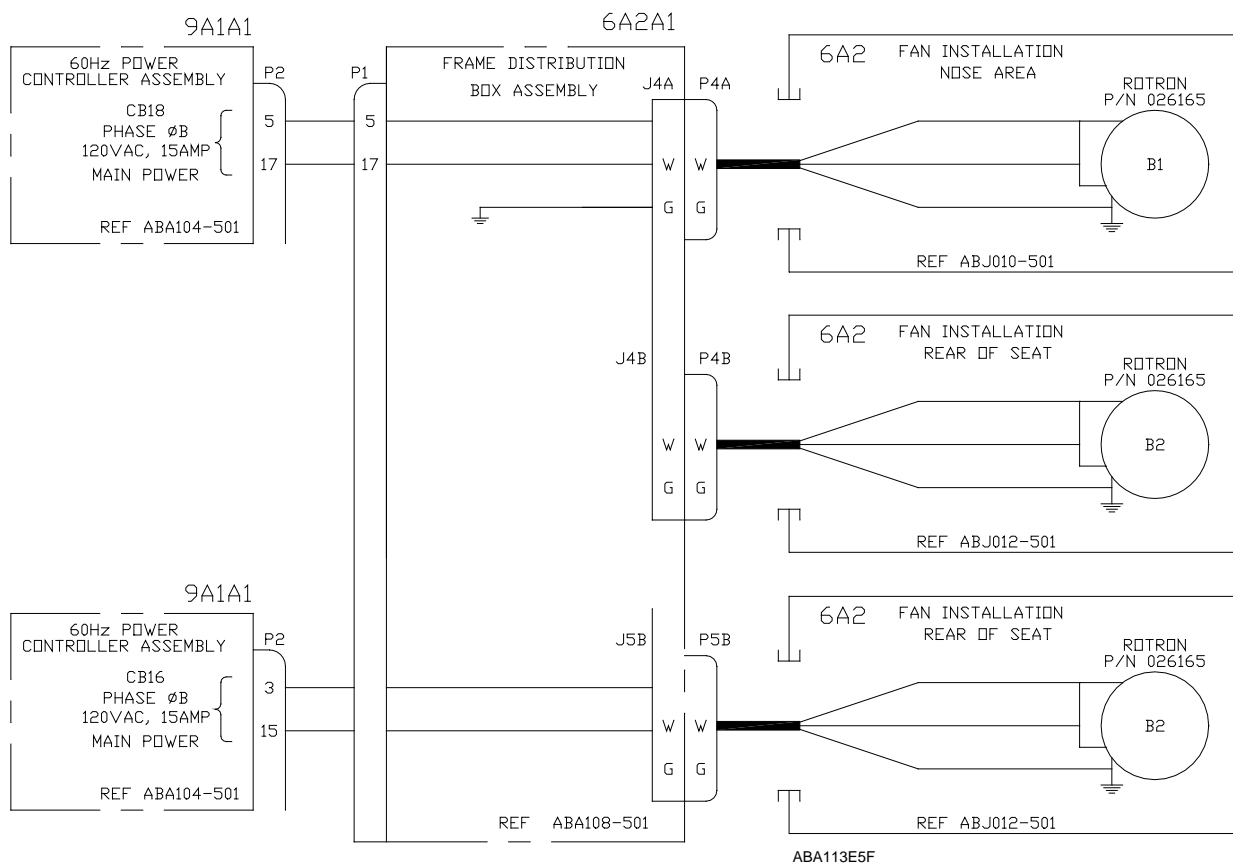 9A1A1
60Hz POWER
CONTROLLER ASSEMBLY
P2
CB18
PHASE øB
120VAC, 15AMP
MAIN POWER
5
17
REF ABA104-501
6A2A1
P1
5
17
FRAME DISTRIBUTION
BOX ASSEMBLY
J4A
P4A
W
W
G
G
6A2
FAN INSTALLATION
NOSE AREA
ROTRON
P/N 026165
B1
REF ABJ010-501
J4B
P4B
W
W
G
G
6A2
FAN INSTALLATION
REAR OF SEAT
ROTRON
P/N 026165
B2
REF ABJ012-501
9A1A1
60Hz POWER
CONTROLLER ASSEMBLY
P2
CB16
PHASE øB
120VAC, 15AMP
MAIN POWER
3
15
REF ABA104-501
J5B
P5B
W
W
G
G
REF ABA108-501
6A2
FAN INSTALLATION
REAR OF SEAT
ROTRON
P/N 026165
B2
REF ABJ012-501
ABA113E5F